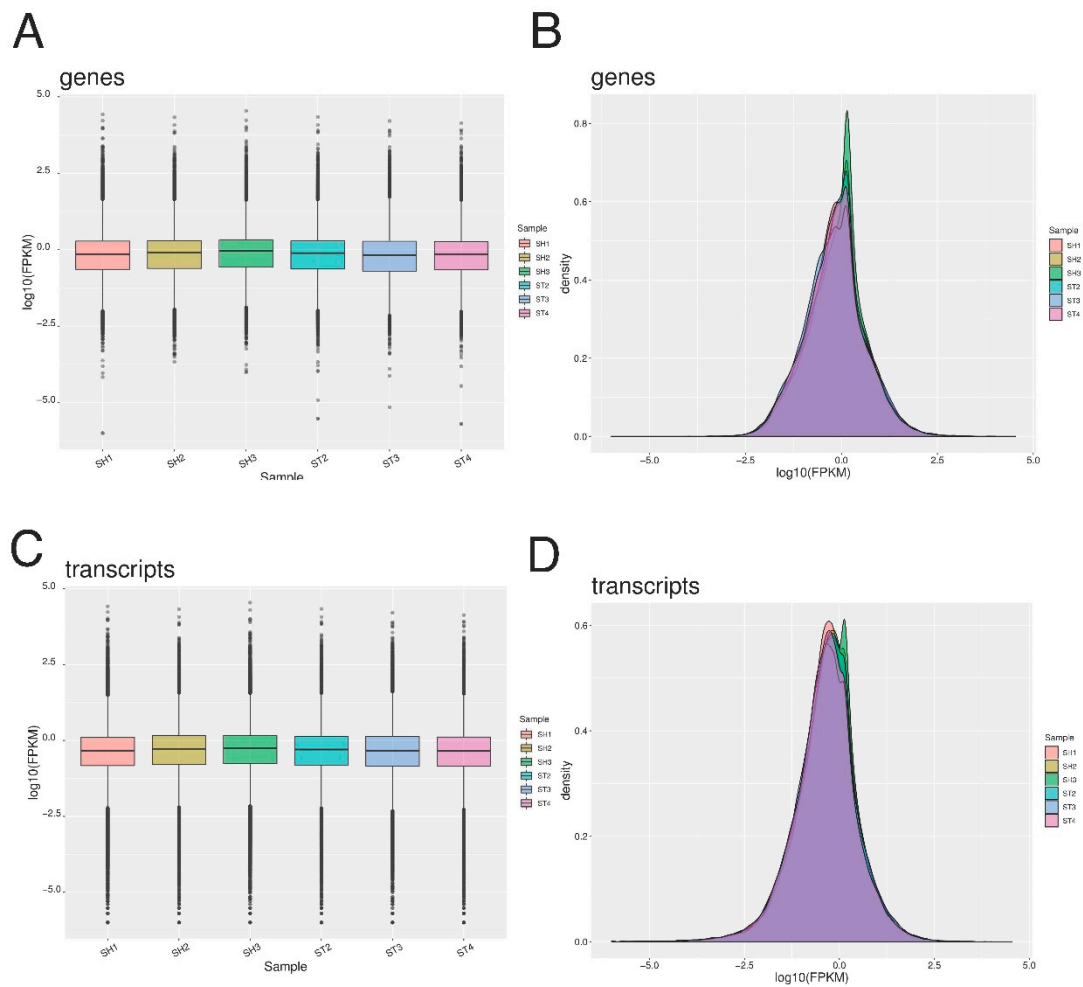 A
genes
5.0
2.5
0.0
−2.5
−5.0
log10(FPKM)
SH1
SH2
SH3
ST2
ST3
ST4
Sample
Sample
SH1
SH2
SH3
ST2
ST3
ST4
B
genes
0.8
0.6
0.4
0.2
0.0
density
−5.0
−2.5
0.0
2.5
5.0
log10(FPKM)
Sample
SH1
SH2
SH3
ST2
ST3
ST4
C
transcripts
5.0
2.5
0.0
−2.5
−5.0
log10(FPKM)
SH1
SH2
SH3
ST2
ST3
ST4
Sample
Sample
SH1
SH2
SH3
ST2
ST3
ST4
D
transcripts
0.6
0.4
0.2
0.0
density
−5.0
−2.5
0.0
2.5
5.0
log10(FPKM)
Sample
SH1
SH2
SH3
ST2
ST3
ST4